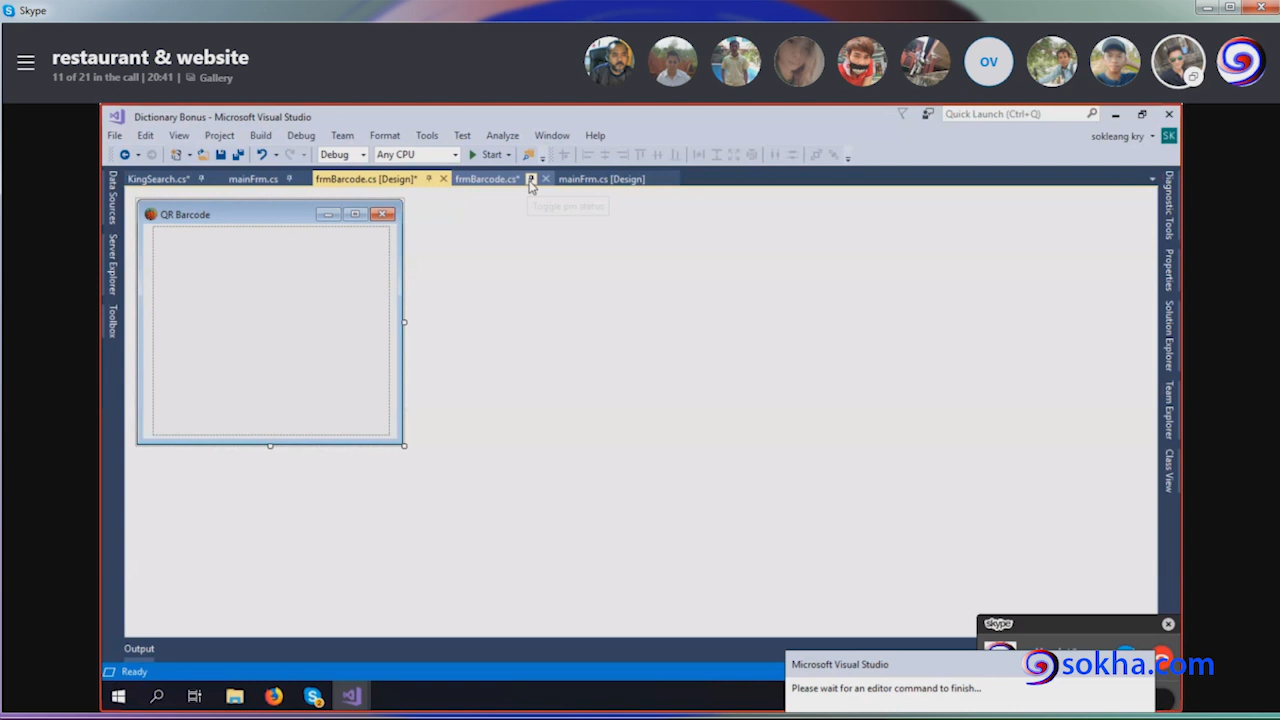 Skype
restaurant & website
11 of 21 in the call | 20:41 | Gallery
OV
Dictionary Bonus - Microsoft Visual Studio
Quick Launch (Ctrl+Q)
File Edit View Project Build Debug Team Format Tools Test Analyze Window Help
sokleang kry
SK
Debug
Any CPU
Start
KingSearch.cs*
mainFrm.cs
frmBarcode.cs [Design]*
frmBarcode.cs*
mainFrm.cs [Design]
Toggle pin status
Data Sources
Server Explorer
Toolbox
QR Barcode
Diagnostic Tools
Properties
Solution Explorer
Team Explorer
Class View
Output
Ready
skype
Microsoft Visual Studio
Please wait for an editor command to finish...
sokha.com